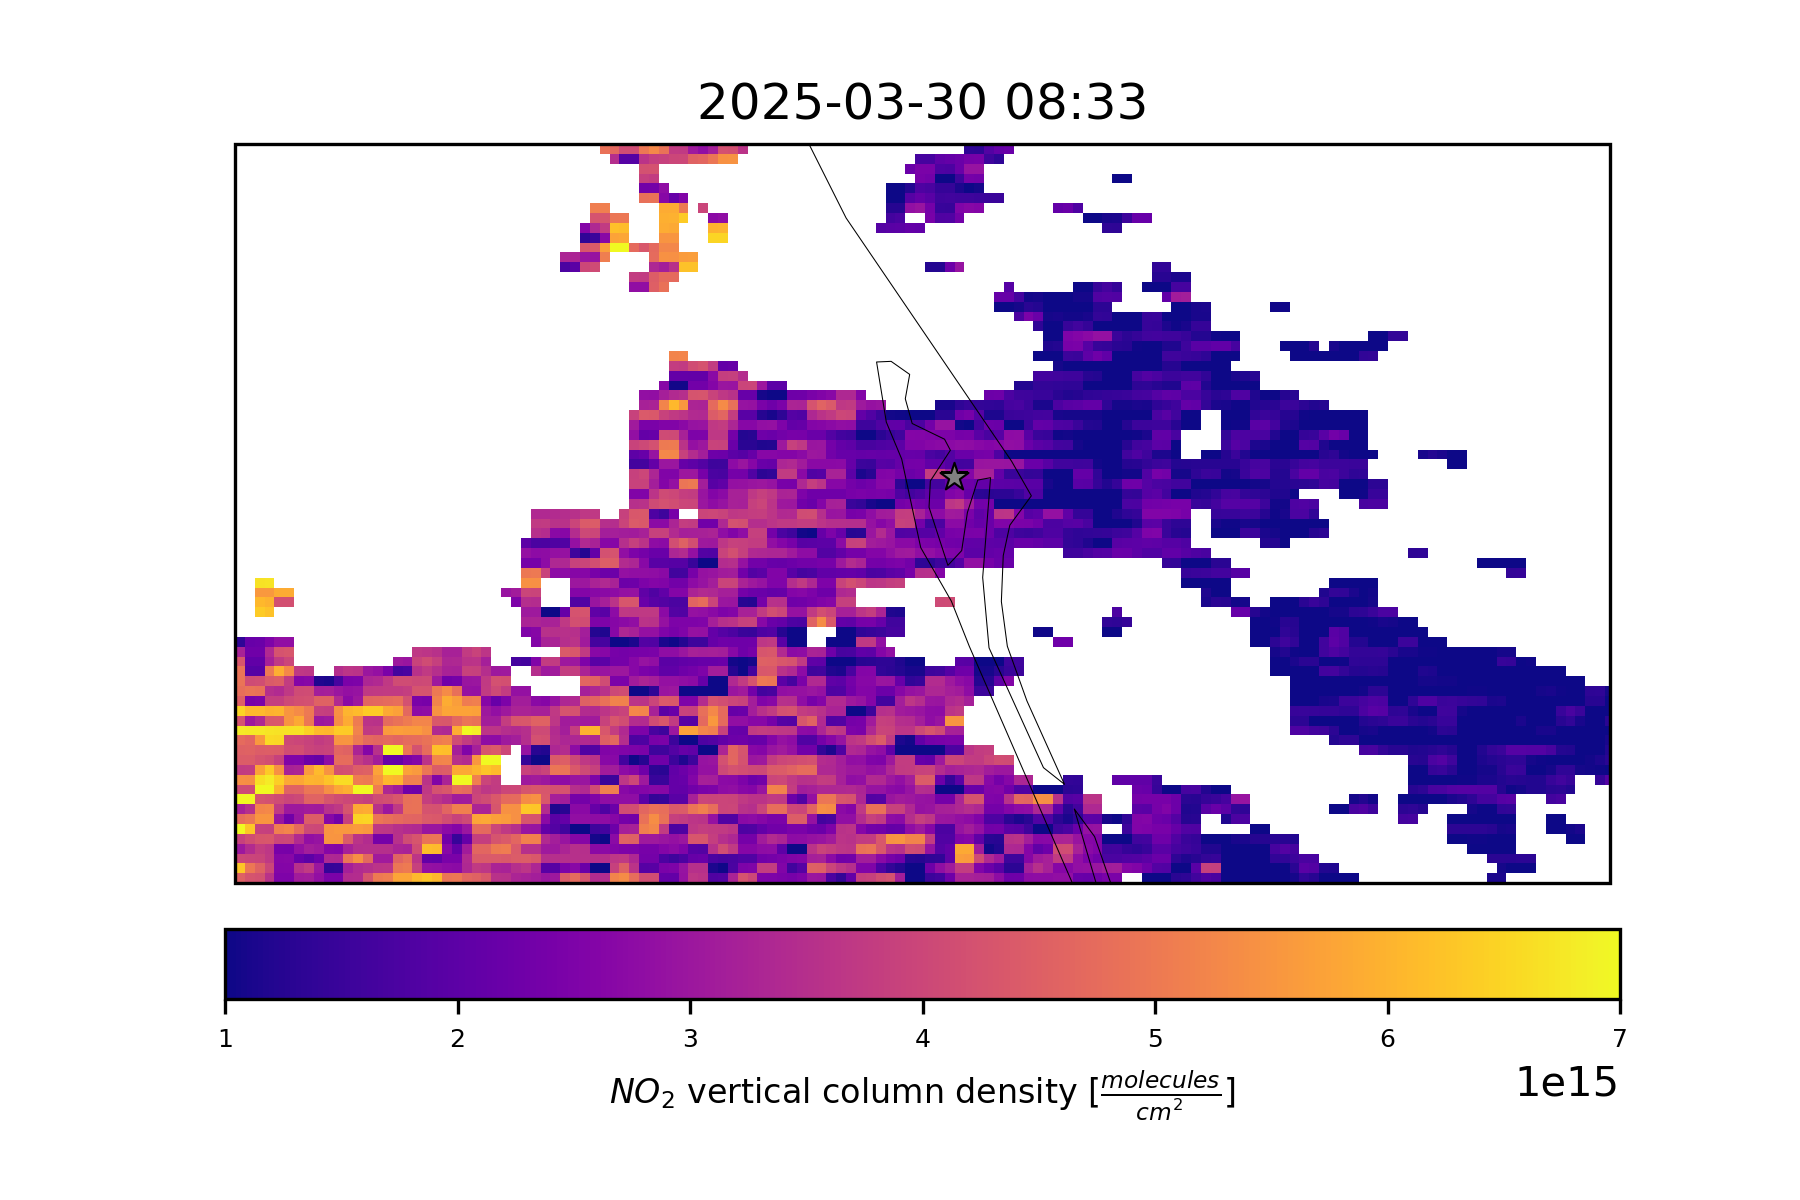 2025-03-30 08:33
1 2 3 4 5 6 7
1e15
NO₂ vertical column density [molecules/cm²]